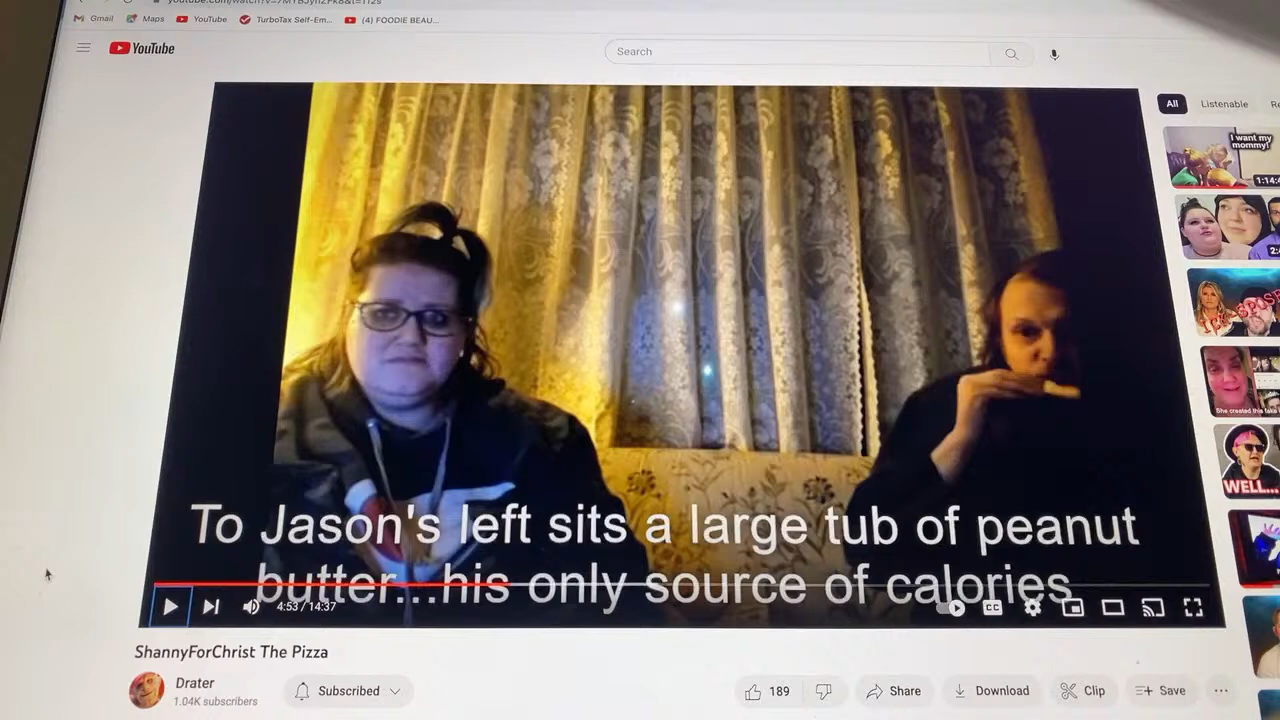 Gmail
Maps
YouTube
TurboTax Self-Em...
(4) FOODIE BEAU...
YouTube
Search
All
Listenable
I want my
mommy!
She created this fake
WELL...
To Jason's left sits a large tub of peanut
butter...his only source of calories
4:53 / 14:37
CC
ShannyForChrist The Pizza
Drater
1.04K subscribers
Subscribed
189
Share
Download
Clip
Save